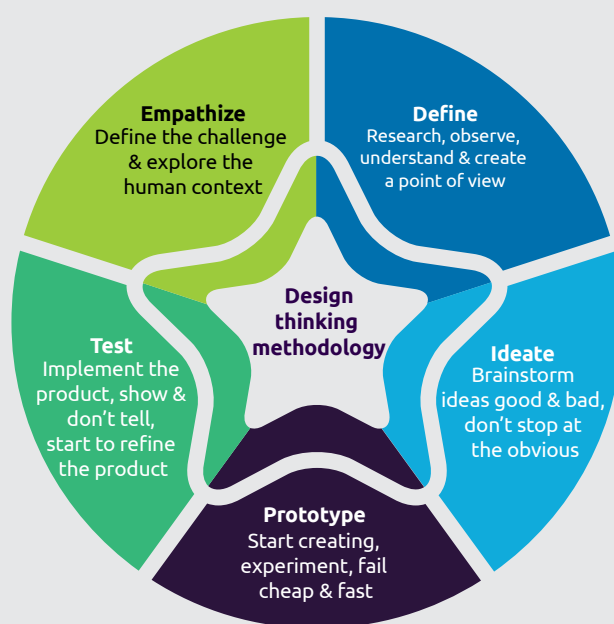 Empathize
Define the challenge
& explore the
human context
Define
Research, observe,
understand & create
a point of view
Design
thinking
methodology
Ideate
Brainstorm
ideas good & bad,
don’t stop at
the obvious
Prototype
Start creating,
experiment, fail
cheap & fast
Test
Implement the
product, show &
don’t tell,
start to refine
the product